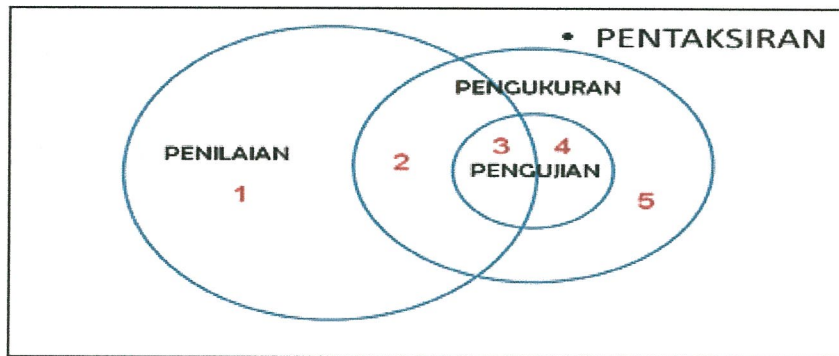 • PENTAKSIRAN
PENGUKURAN
3 4
PENILAIAN
2
PENGUJIAN
1
5